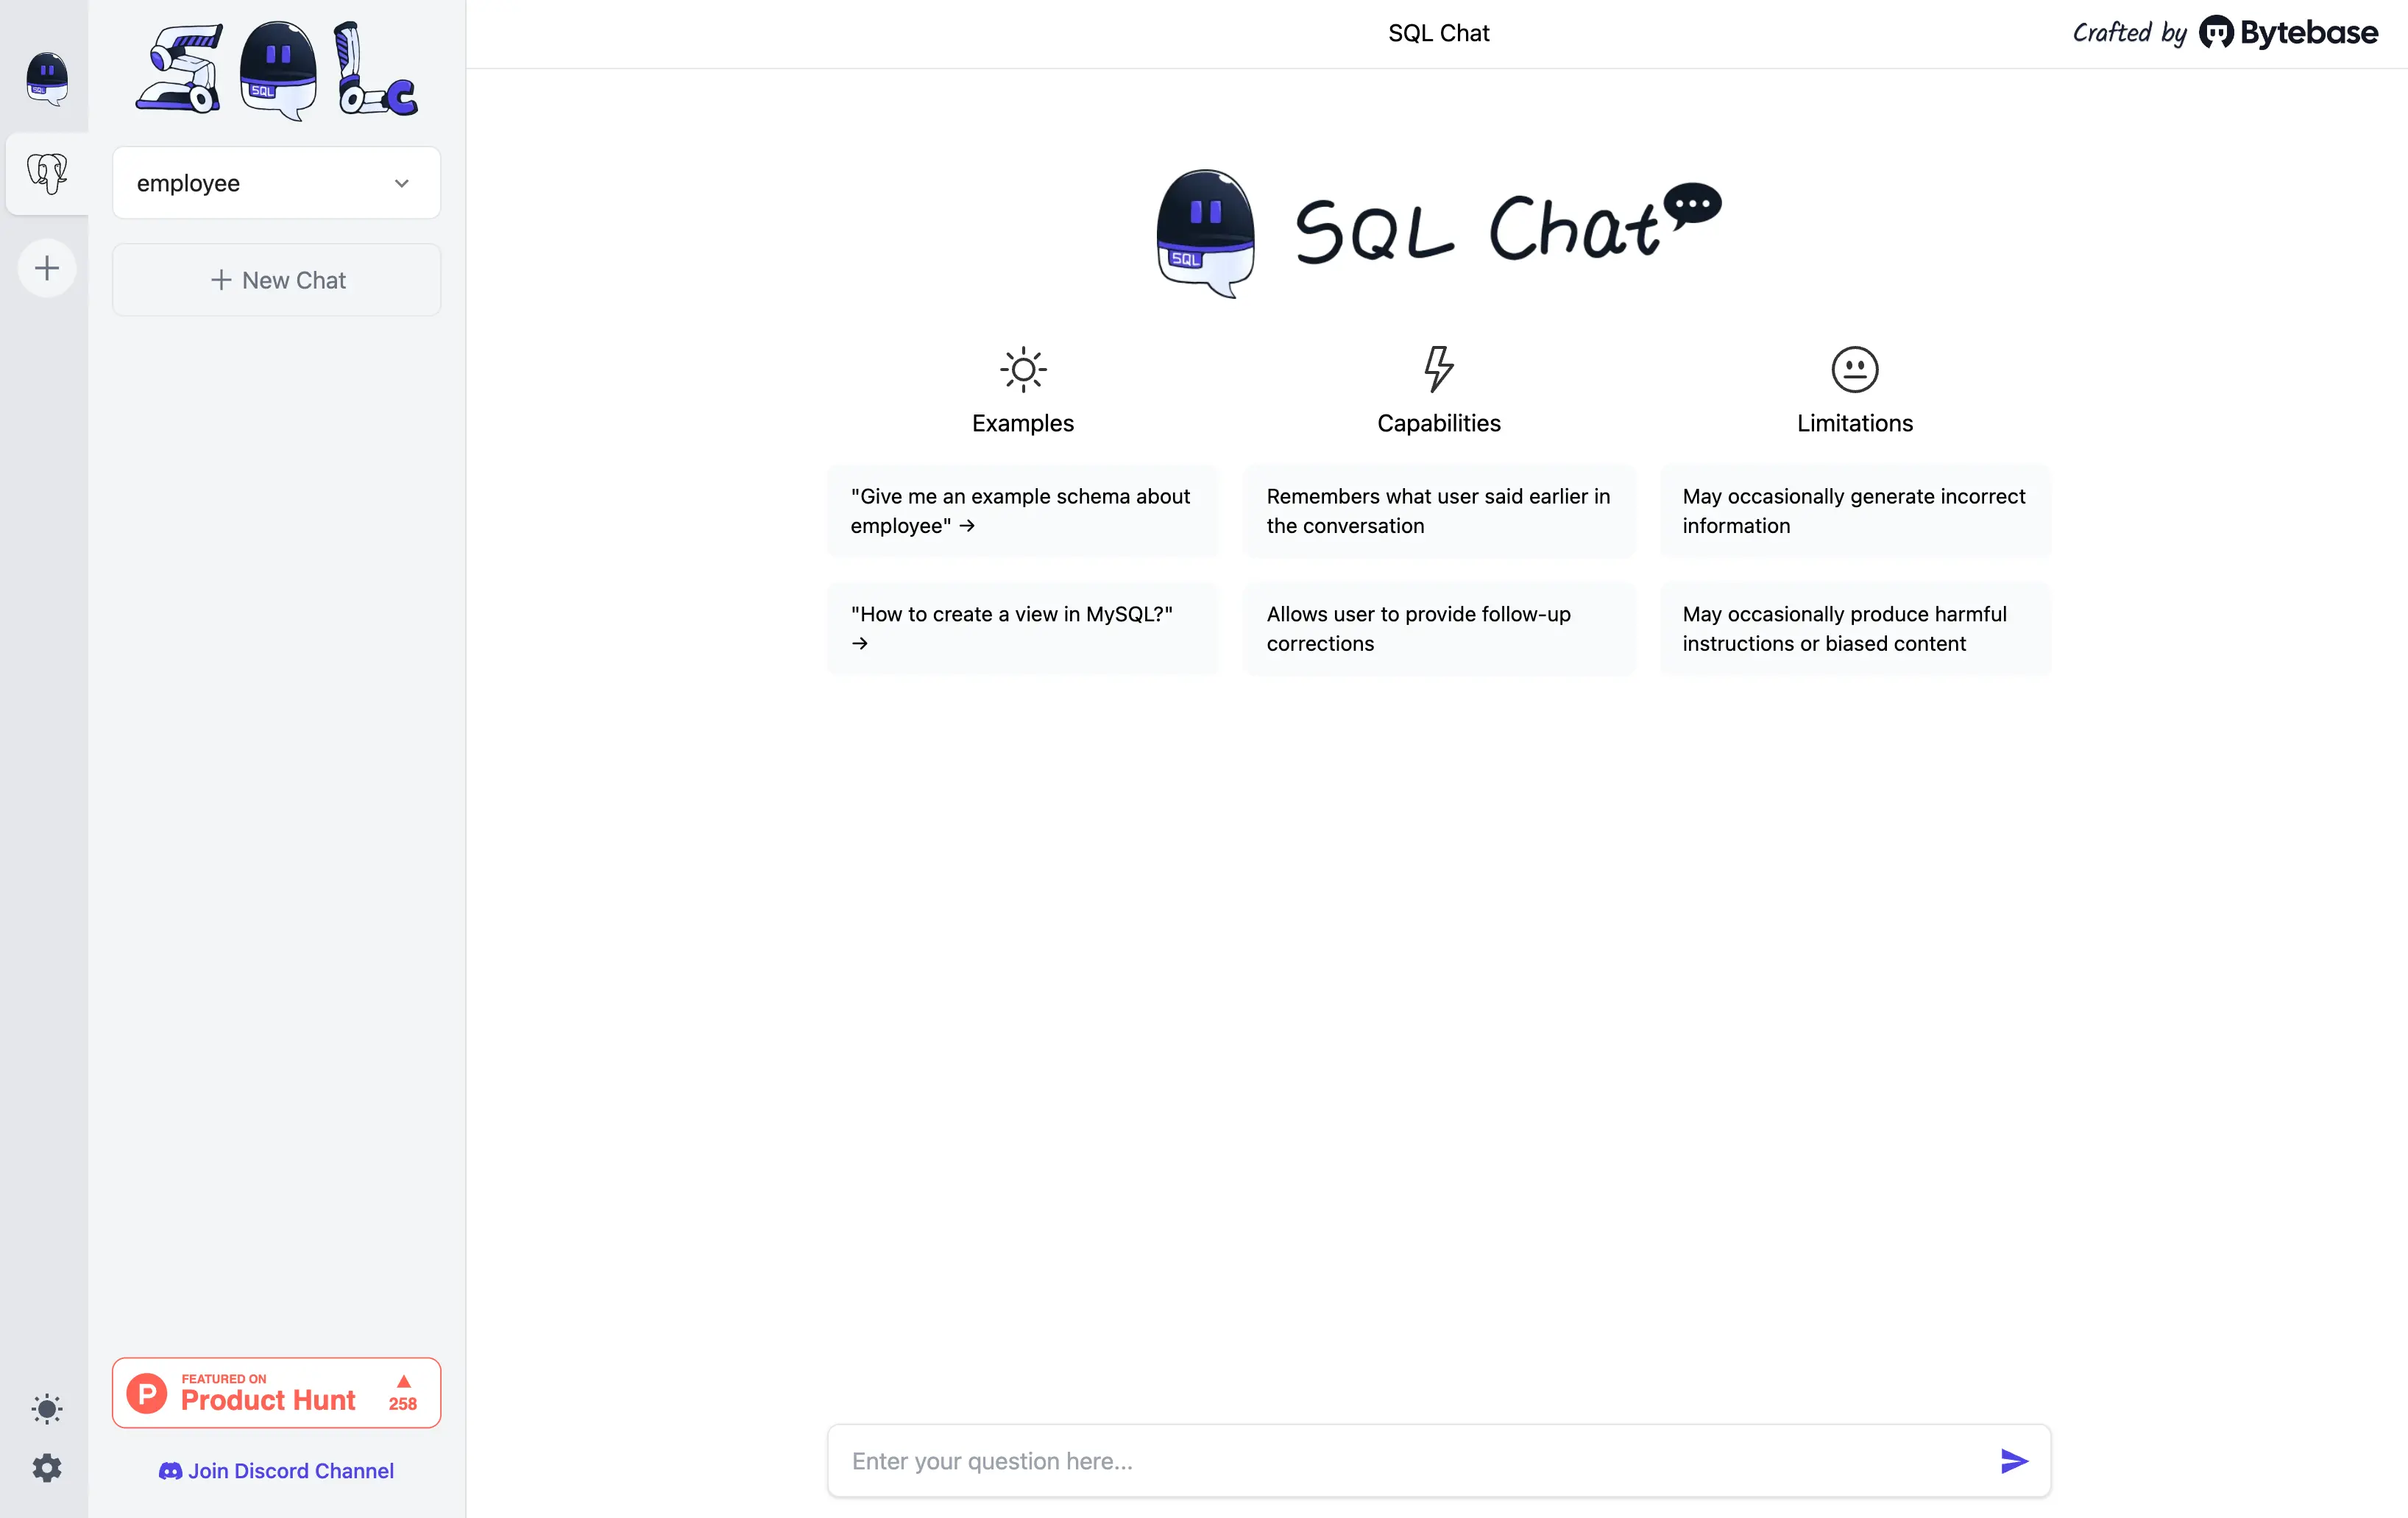 SQL Chat
Crafted by Bytebase
SQL
SQL
employee
New Chat
SQL
SQL Chat
Examples
Capabilities
Limitations
"Give me an example schema about
employee" →
Remembers what user said earlier in
the conversation
May occasionally generate incorrect
information
"How to create a view in MySQL?"
→
Allows user to provide follow-up
corrections
May occasionally produce harmful
instructions or biased content
FEATURED ON
Product Hunt
258
Join Discord Channel
Enter your question here...